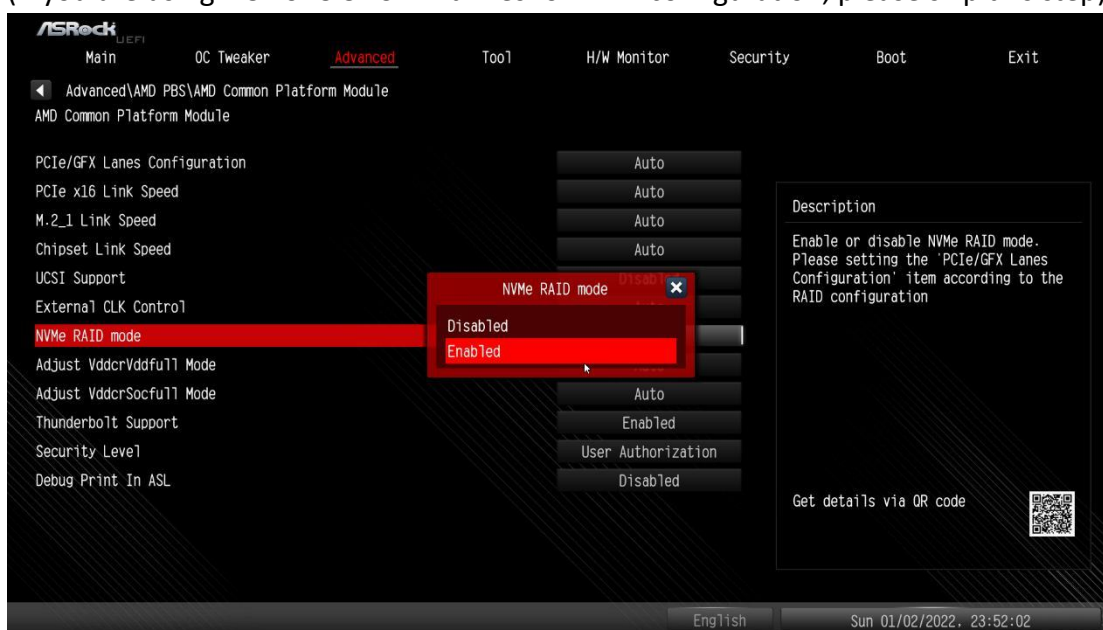 ASRock
UEFI
Main OC Tweaker Advanced Tool H/W Monitor Security Boot Exit
Advanced\AMD PBS\AMD Common Platform Module
AMD Common Platform Module
PCIe/GFX Lanes Configuration Auto
PCIe x16 Link Speed Auto
M.2_1 Link Speed Auto
Chipset Link Speed Auto
UCSI Support Disabled
External CLK Control
NVMe RAID mode
Adjust VddcrVddfull Mode
Adjust VddcrSocfull Mode Auto
Thunderbolt Support Enabled
Security Level User Authorization
Debug Print In ASL Disabled
NVMe RAID mode
Disabled
Enabled
Description
Enable or disable NVMe RAID mode.
Please setting the 'PCIe/GFX Lanes
Configuration' item according to the
RAID configuration
Get details via QR code
English Sun 01/02/2022, 23:52:02